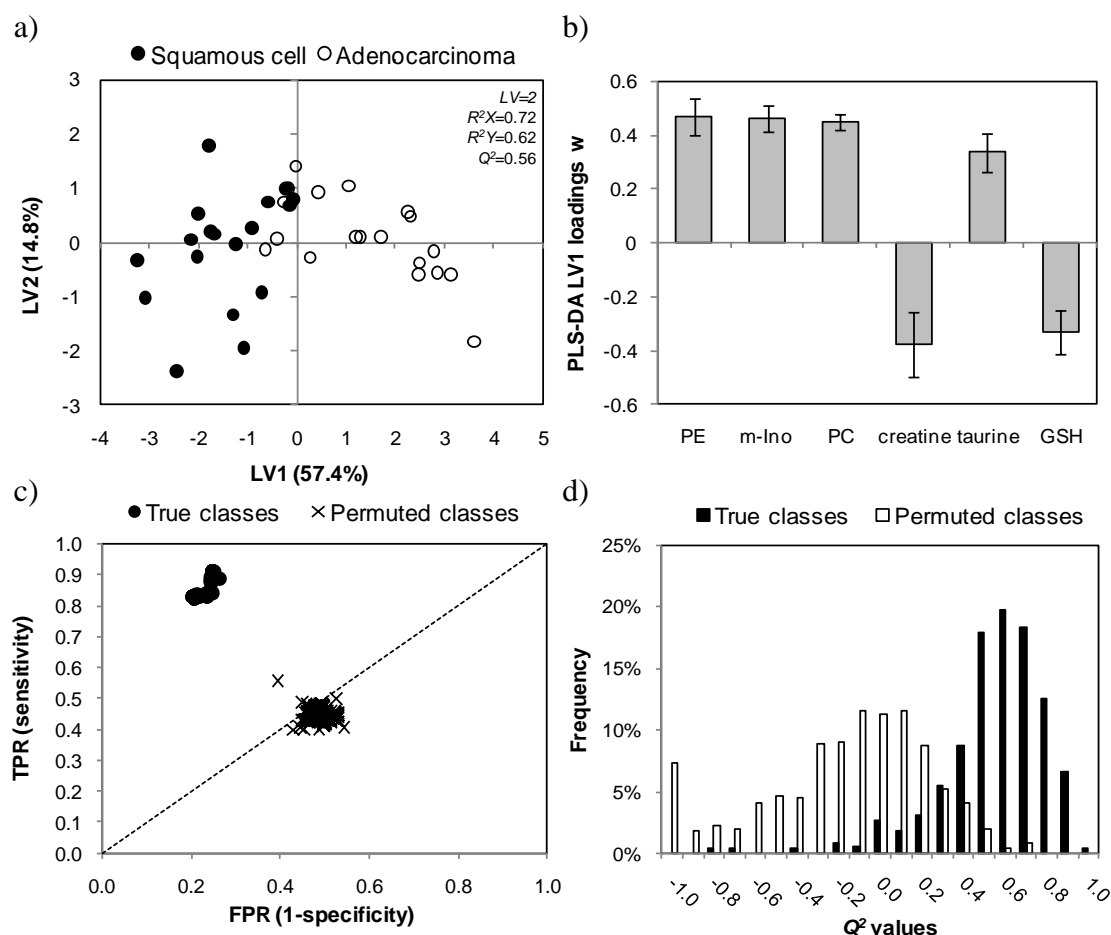 a)
● Squamous cell ○ Adenocarcinoma
LV=2
R²X=0.72
R²Y=0.62
Q²=0.56
3
2
1
0
-1
-2
-3
LV2 (14.8%)
-4 -3 -2 -1 0 1 2 3 4 5
LV1 (57.4%)
b)
0.6
0.4
0.2
0
-0.2
-0.4
-0.6
PLS-DA LV1 loadings w
PE m-Ino PC creatine taurine GSH
c)
● True classes × Permuted classes
1.0
0.9
0.8
0.7
0.6
0.5
0.4
0.3
0.2
0.1
0.0
TPR (sensitivity)
0.0 0.2 0.4 0.6 0.8 1.0
FPR (1-specificity)
d)
■ True classes □ Permuted classes
25%
20%
15%
10%
5%
0%
Frequency
-1.0 -0.8 -0.6 -0.4 -0.2 0.0 0.2 0.4 0.6 0.8 1.0
Q² values